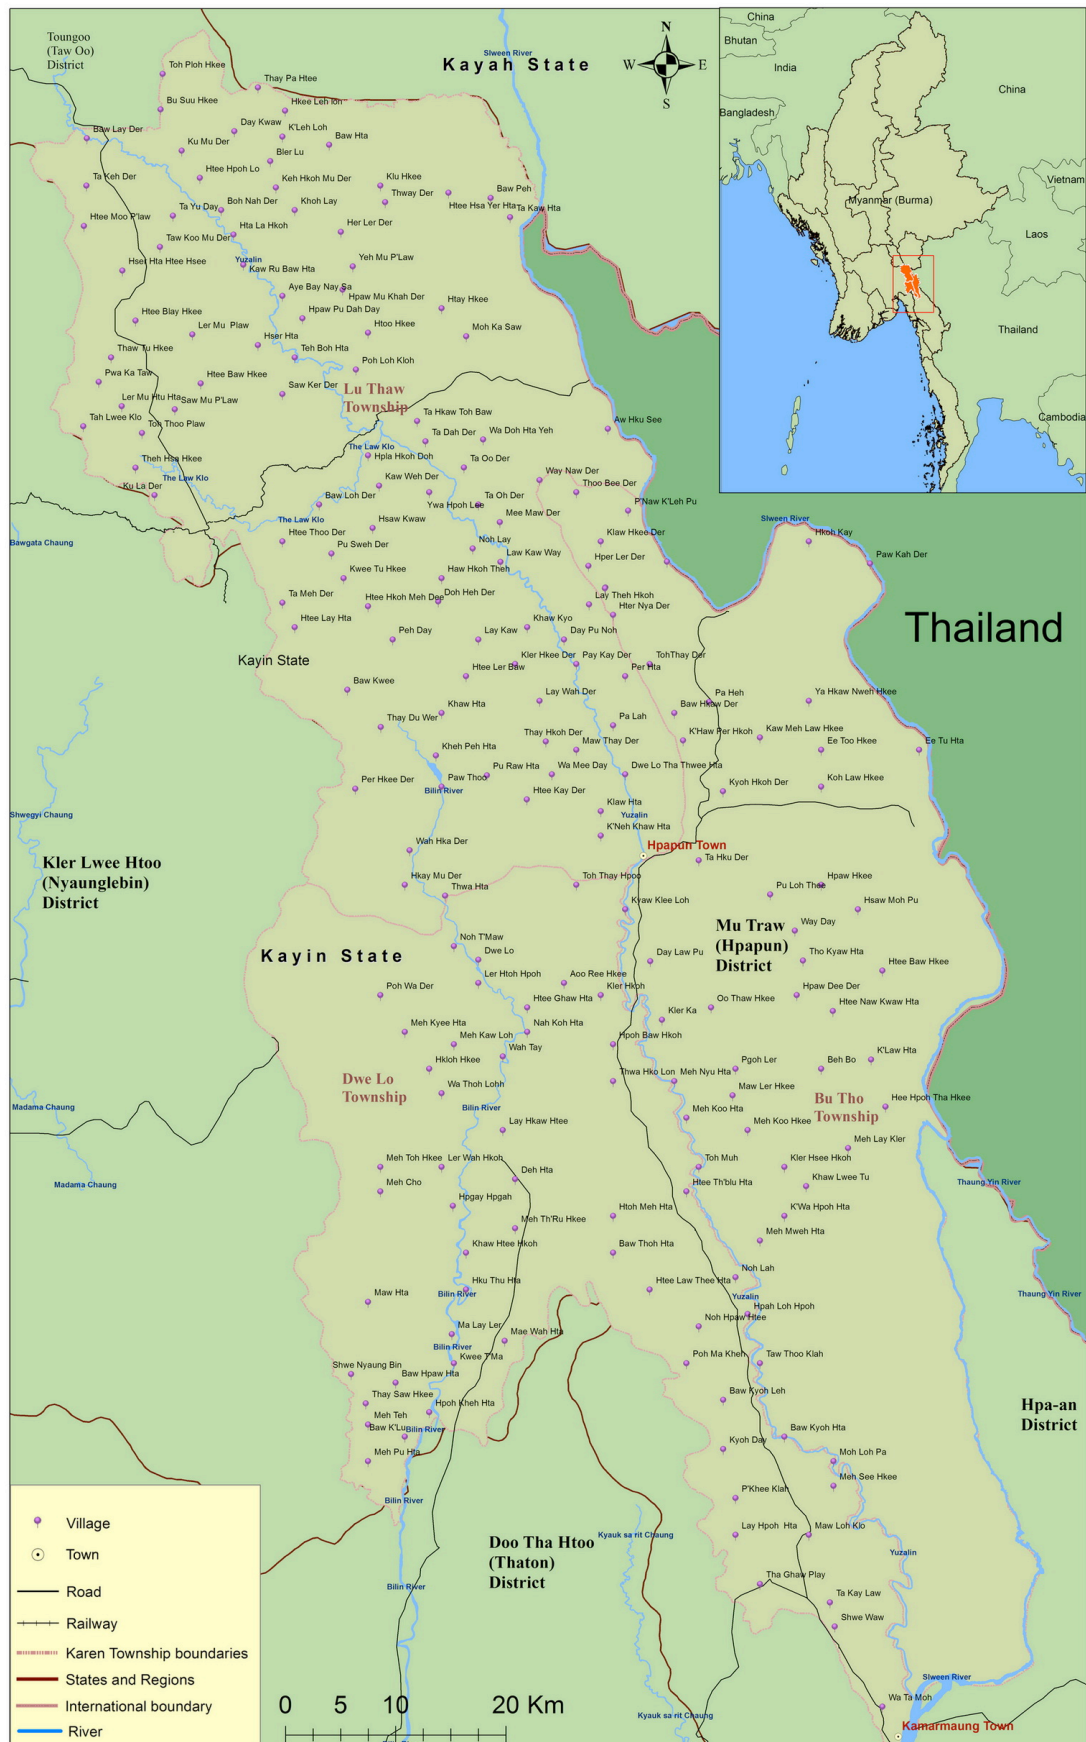 Toungoo
(Taw Oo)
District
Kayah State
Slween River
N
W
E
S
China
Bhutan
India
China
Bangladesh
Vietnam
Myanmar (Burma)
Laos
Thailand
Cambodia
Toh Ploh Hkee
Thay Pa Htee
Bu Suu Hkee
Hkee Leh loh
Day Kwaw
K'Leh Loh
Baw Lay Der
Ku Mu Der
Baw Hta
Bler Lu
Htee Hpoh Lo
Ta Keh Der
Keh Hkoh Mu Der
Klu Hkee
Thway Der
Baw Peh
Htee Hsa Yer Hta
Ta Yu Day
Boh Nah Der
Khoh Lay
Ta Kaw Hta
Htee Moo P'law
Hta La Hkoh
Her Ler Der
Taw Koo Mu Der
Yuzalin
Hser Hta Htee Hsee
Kaw Ru Baw Hta
Yeh Mu P'Law
Aye Bay Nay Sa
Hpaw Mu Khah Der
Htay Hkee
Htee Blay Hkee
Hpaw Pu Dah Day
Ler Mu Plaw
Htoo Hkee
Moh Ka Saw
Hser Hta
Thaw Tu Hkee
Teh Boh Hta
Poh Loh Kloh
Pwa Ka Taw
Htee Baw Hkee
Saw Ker Der
Lu Thaw
Township
Ler Mu Htu Hta
Saw Mu P'Law
Ta Hkaw Toh Baw
Tah Lwee Klo
Toh Thoo Plaw
Aw Hku See
Ta Dah Der
Wa Doh Hta Yeh
The Law Klo
Theh Hsa Hkee
Hpla Hkoh Doh
Ta Oo Der
The Law Klo
Ku La Der
Kaw Weh Der
Way Naw Der
Thoo Bee Der
Baw Loh Der
Ywa Hpoh Lee
Ta Oh Der
P'Naw K'Leh Pu
The Law Klo
Mee Maw Der
Slween River
Bawgata Chaung
Htee Thoo Der
Hsaw Kwaw
Klaw Hkee Der
Hkoh Kay
Pu Sweh Der
Noh Lay
Law Kaw Way
Hper Ler Der
Paw Kah Der
Kwee Tu Hkee
Haw Hkoh Theh
Ta Meh Der
Htee Hkoh Meh Dee
Doh Heh Der
Lay Theh Hkoh
Hter Nya Der
Htee Lay Hta
Thailand
Peh Day
Lay Kaw
Khaw Kyo
Day Pu Noh
Kayin State
Kler Hkee Der
Pay Kay Der
TohThay Der
Htee Ler Baw
Per Hta
Baw Kwee
Lay Wah Der
Pa Heh
Ya Hkaw Nweh Hkee
Khaw Hta
Baw Hkaw Der
Thay Du Wer
Pa Lah
Thay Hkoh Der
Maw Thay Der
K'Haw Per Hkoh
Kaw Meh Law Hkee
Ee Too Hkee
Ee Tu Hta
Kheh Peh Hta
Pu Raw Hta
Wa Mee Day
Dwe Lo Tha Thwee Hta
Per Hkee Der
Paw Thoo
Bilin River
Htee Kay Der
Kyoh Hkoh Der
Koh Law Hkee
Klaw Hta
Yuzalin
Shwegyi Chaung
K'Neh Khaw Hta
Hpapun Town
Wah Hka Der
Ta Hku Der
Kler Lwee Htoo
(Nyaunglebin)
District
Hkay Mu Der
Thwa Hta
Toh Thay Hpoo
Pu Loh Thee
Hpaw Hkee
Kyaw Klee Loh
Hsaw Moh Pu
Mu Traw
(Hpapun)
District
Way Day
Kayin State
Noh T'Maw
Dwe Lo
Day Law Pu
Tho Kyaw Hta
Htee Baw Hkee
Ler Htoh Hpoh
Aoo Ree Hkee
Poh Wa Der
Kler Hkoh
Hpaw Dee Der
Htee Ghaw Hta
Kler Ka
Oo Thaw Hkee
Htee Naw Kwaw Hta
Meh Kyee Hta
Nah Koh Hta
Meh Kaw Loh
Hpoh Baw Hkoh
Wah Tay
K'Law Hta
Hkloh Hkee
Thwa Hko Lon
Meh Nyu Hta
Pgoh Ler
Beh Bo
Dwe Lo
Township
Wa Thoh Lohh
Maw Ler Hkee
Bu Tho
Township
Hee Hpoh Tha Hkee
Madama Chaung
Bilin River
Meh Koo Hta
Lay Hkaw Htee
Meh Koo Hkee
Meh Lay Kler
Meh Toh Hkee
Ler Wah Hkoh
Toh Muh
Kler Hsee Hkoh
Deh Hta
Thaung Yin River
Madama Chaung
Meh Cho
Htee Th'blu Hta
Khaw Lwee Tu
Hpgay Hpgah
Htoh Meh Hta
K'Wa Hpoh Hta
Meh Th'Ru Hkee
Meh Mweh Hta
Khaw Htee Hkoh
Baw Thoh Hta
Noh Lah
Hku Thu Hta
Htee Law Thee Hta
Thaung Yin River
Maw Hta
Bilin River
Yuzalin
Hpah Loh Hpoh
Noh Hpaw Htee
Ma Lay Ler
Mae Wah Hta
Bilin River
Kwee T'Ma
Poh Ma Kheh
Taw Thoo Klah
Shwe Nyaung Bin
Baw Hpaw Hta
Thay Saw Hkee
Baw Kyoh Leh
Hpa-an
District
Hpoh Kheh Hta
Meh Teh
Baw K'Lu
Bilin River
Baw Kyoh Hta
Kyoh Day
Meh Pu Hta
Moh Loh Pa
Meh See Hkee
Bilin River
P'Khee Klah
Village
Kyauk sa rit Chaung
Lay Hpoh Hta
Maw Loh Klo
Doo Tha Htoo
(Thaton)
District
Town
Yuzalin
Bilin River
Tha Ghaw Play
Road
Ta Kay Law
Railway
Shwe Waw
Karen Township boundaries
States and Regions
Slween River
International boundary
0 5 10 20 Km
Wa Ta Moh
Kyauk sa rit Chaung
River
Kamarmaung Town